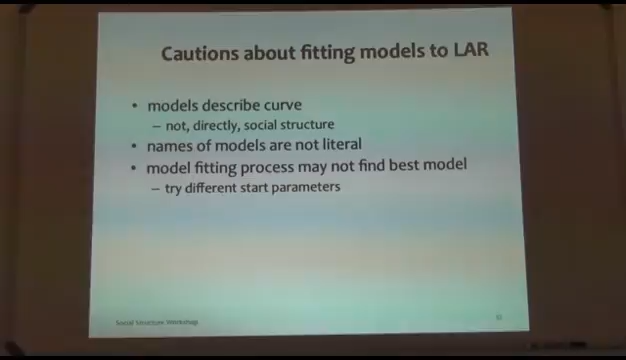 Cautions about fitting models to LAR
• models describe curve
– not, directly, social structure
• names of models are not literal
• model fitting process may not find best model
– try different start parameters
Social Structure Workshop